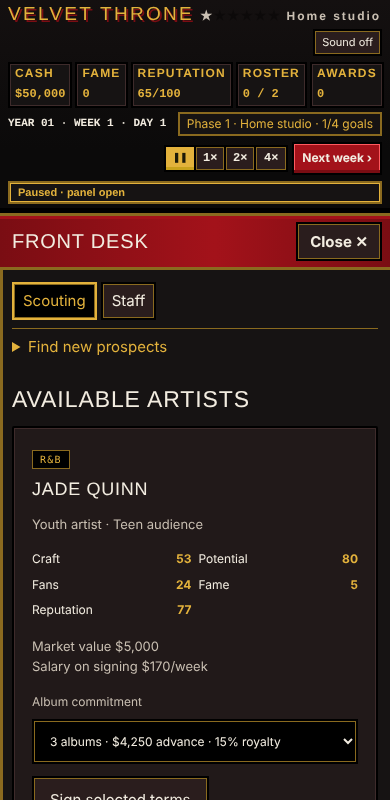 VELVET THRONE ★ ★★★★★ Home studio
Sound off
CASH FAME REPUTATION ROSTER AWARDS
$50,000 0 65/100 0 / 2 0
YEAR 01 · WEEK 1 · DAY 1 Phase 1 · Home studio · 1/4 goals
1× 2× 4× Next week ›
Paused · panel open
FRONT DESK Close ✕
Scouting Staff
▶ Find new prospects
AVAILABLE ARTISTS
R&B
JADE QUINN
Youth artist · Teen audience
Craft 53 Potential 80
Fans 24 Fame 5
Reputation 77
Market value $5,000
Salary on signing $170/week
Album commitment
3 albums · $4,250 advance · 15% royalty
Sign selected terms